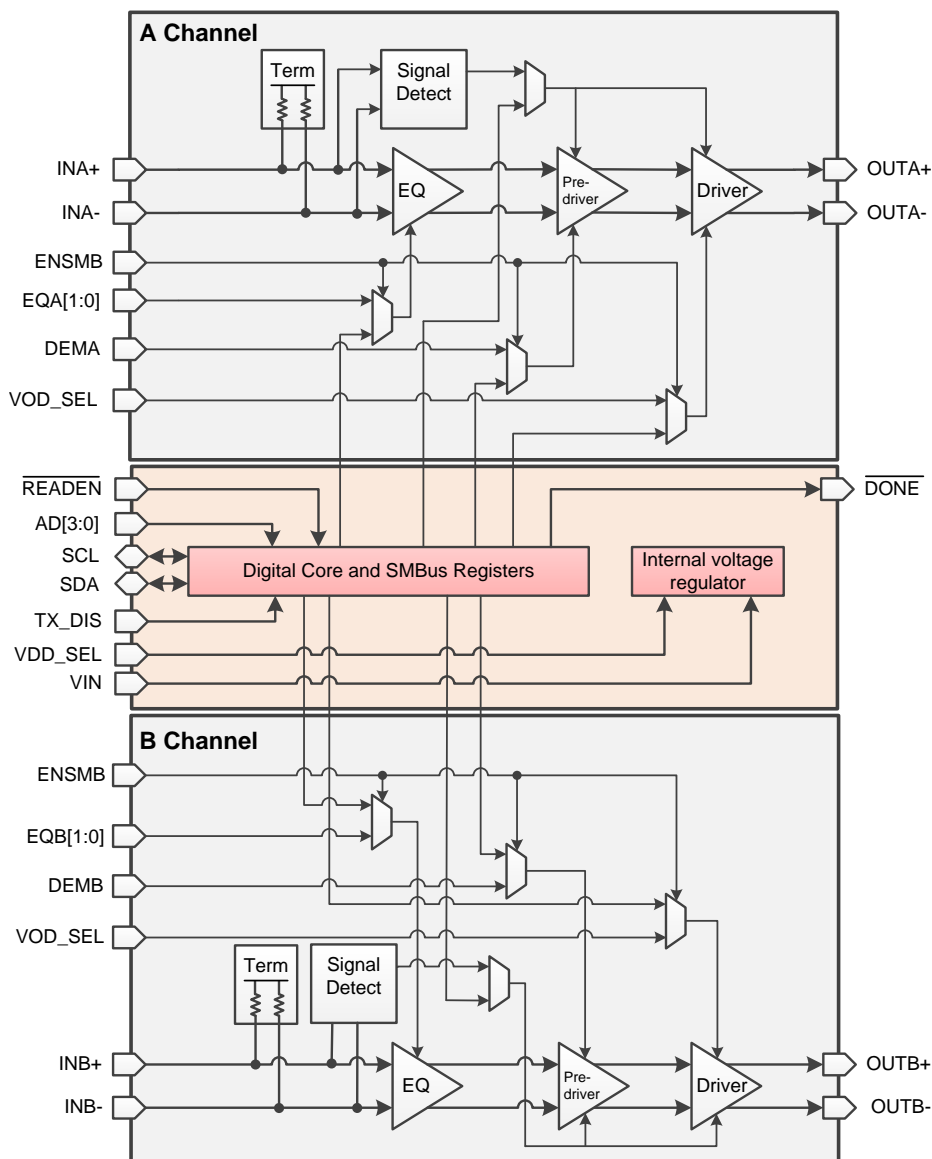 A Channel
Term
Signal
Detect
INA+
OUTA+
EQ
Pre-
driver
Driver
INA-
OUTA-
ENSMB
EQA[1:0]
DEMA
VOD_SEL
READEN
DONE
AD[3:0]
SCL
Digital Core and SMBus Registers
Internal voltage
regulator
SDA
TX_DIS
VDD_SEL
VIN
B Channel
ENSMB
EQB[1:0]
DEMB
VOD_SEL
Term
Signal
Detect
INB+
OUTB+
EQ
Pre-
driver
Driver
INB-
OUTB-